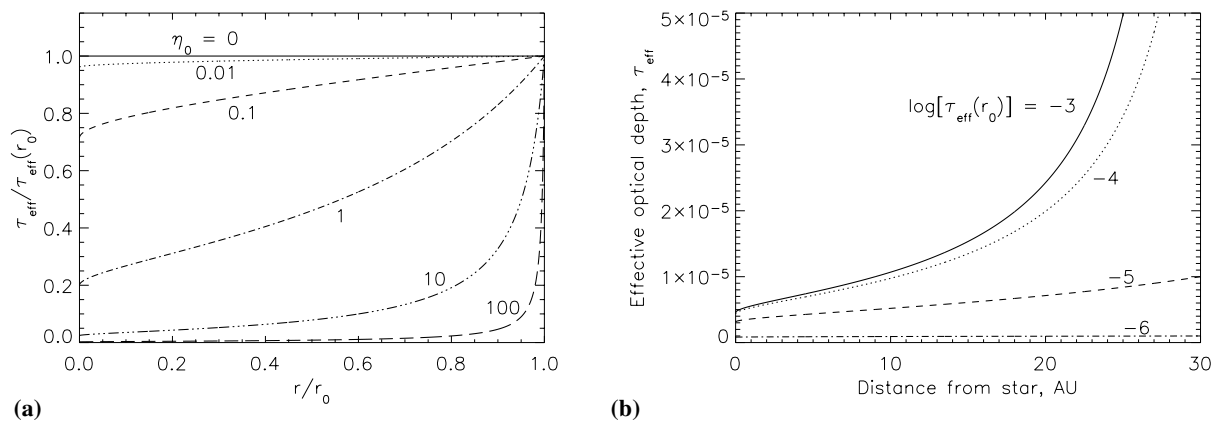 τeff/τeff(r0)
1.0
0.8
0.6
0.4
0.2
0.0
η0 = 0
0.01
0.1
1
10
100
0.0 0.2 0.4 0.6 0.8 1.0
r/r0
(a)
Effective optical depth, τeff
5×10-5
4×10-5
3×10-5
2×10-5
1×10-5
0
log[τeff(r0)] = −3
−4
−5
−6
0 10 20 30
Distance from star, AU
(b)